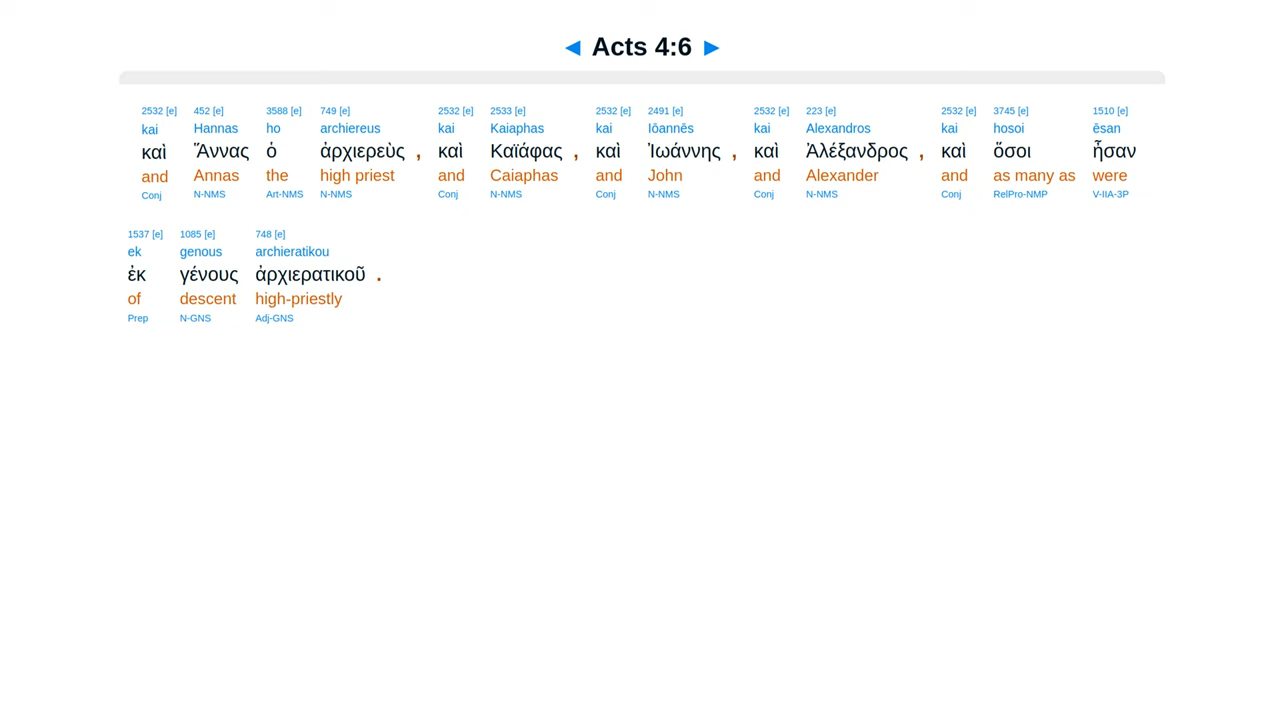 ◄ Acts 4:6 ►
2532 [e] 452 [e] 3588 [e] 749 [e] 2532 [e] 2533 [e] 2532 [e] 2491 [e] 2532 [e] 223 [e] 2532 [e] 3745 [e] 1510 [e]
kai Hannas ho archiereus kai Kaiaphas kai Iōannēs kai Alexandros kai hosoi ēsan
καὶ Ἅννας ὁ ἀρχιερεὺς , καὶ Καϊάφας , καὶ Ἰωάννης , καὶ Ἀλέξανδρος , καὶ ὅσοι ἦσαν
and Annas the high priest and Caiaphas and John and Alexander and as many as were
Conj N-NMS Art-NMS N-NMS Conj N-NMS Conj N-NMS Conj N-NMS Conj RelPro-NMP V-IIA-3P
1537 [e] 1085 [e] 748 [e]
ek genous archieratikou
ἐκ γένους ἀρχιερατικοῦ .
of descent high-priestly
Prep N-GNS Adj-GNS